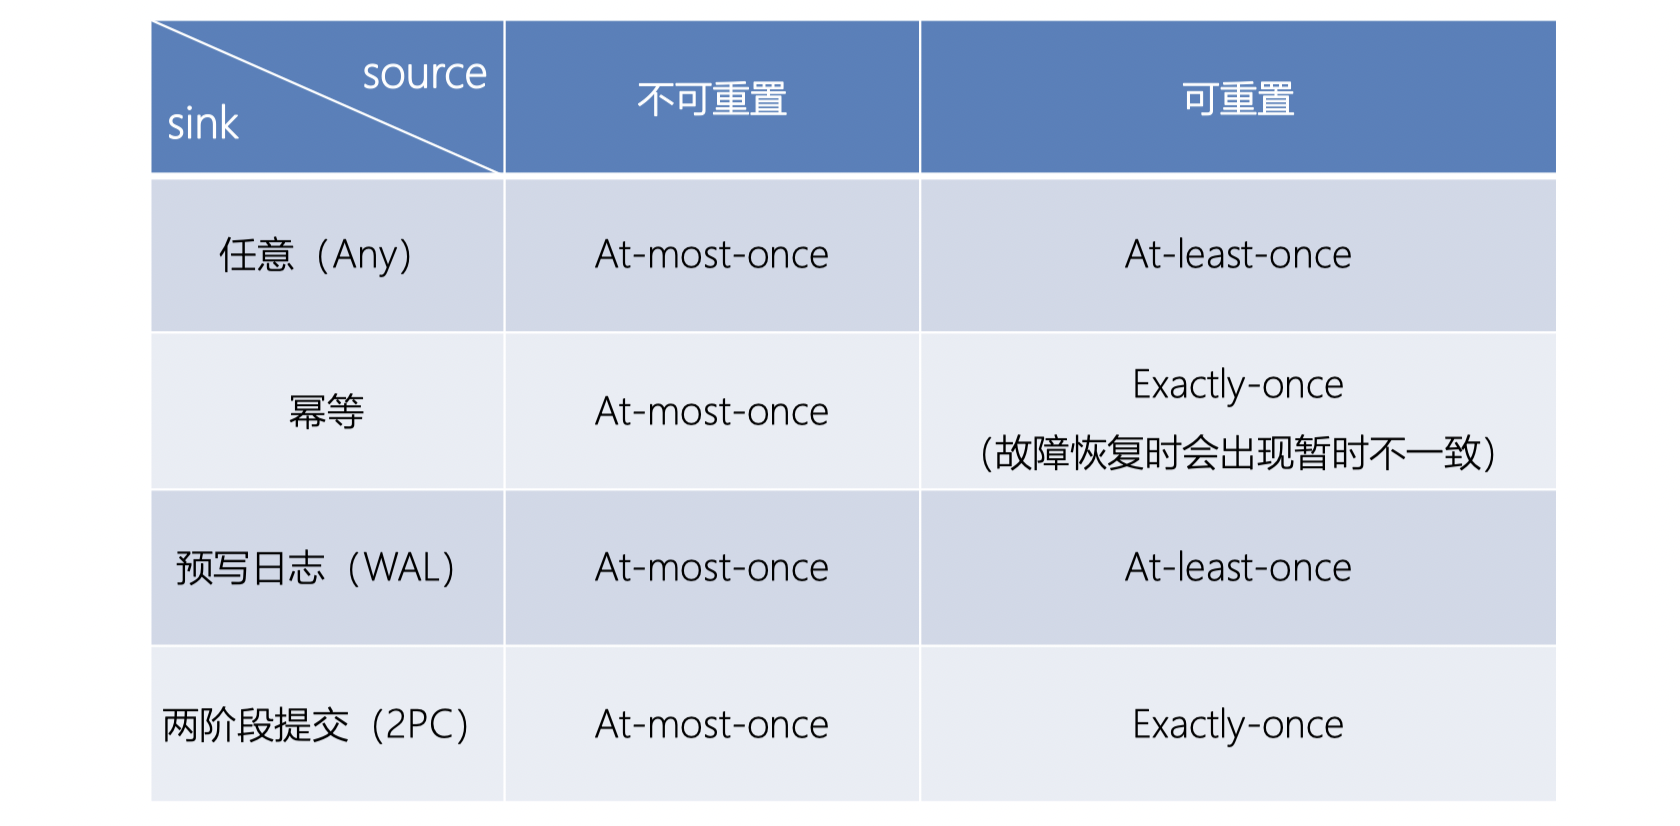 source
sink
不可重置
可重置
任意（Any）
At-most-once
At-least-once
幂等
At-most-once
Exactly-once
（故障恢复时会出现暂时不一致）
预写日志（WAL）
At-most-once
At-least-once
两阶段提交（2PC）
At-most-once
Exactly-once